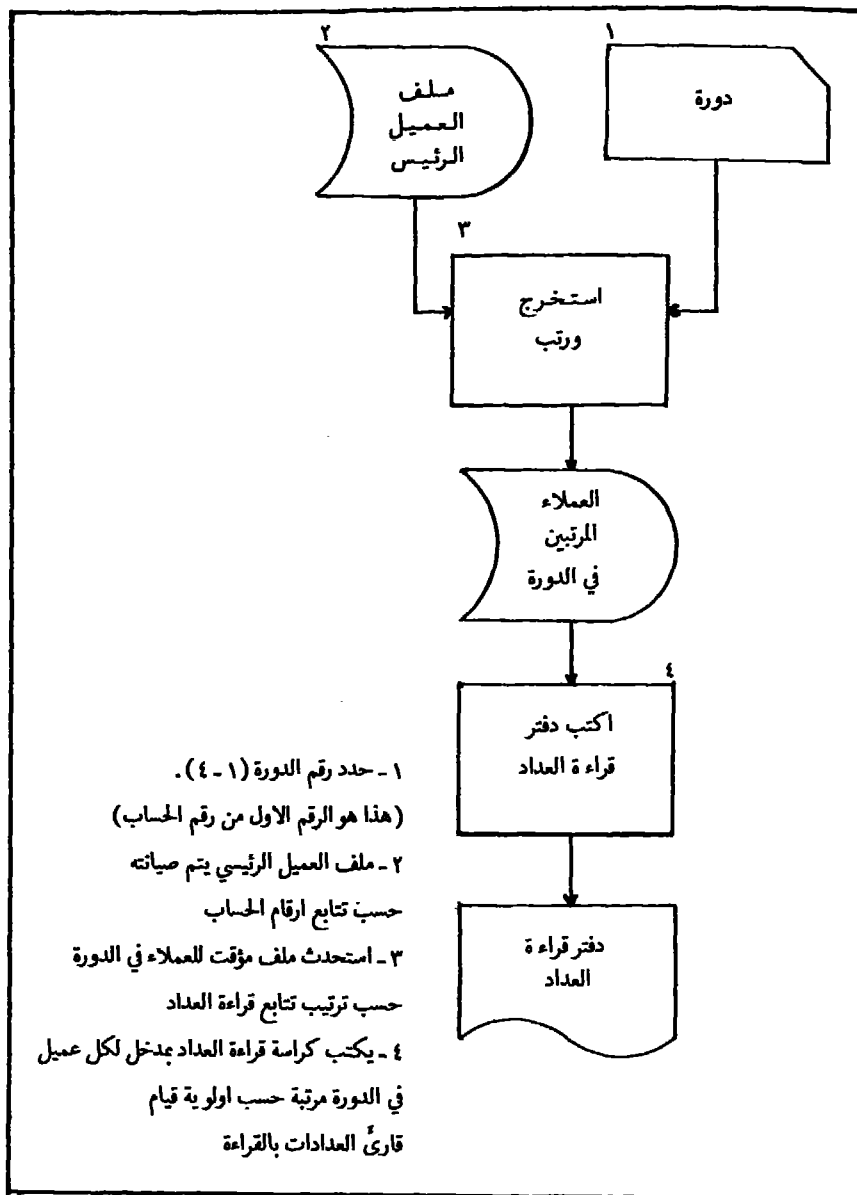 ١
دورة
٢
ملف
العميل
الرئيس
٣
استخرج
ورتب
العملاء
المرتبين
في الدورة
٤
اكتب دفتر
قراءة العداد
دفتر قراءة
العداد
١ - حدد رقم الدورة (١ - ٤).
(هذا هو الرقم الاول من رقم الحساب)
٢ - ملف العميل الرئيسي يتم صيانته
حسب تتابع ارقام الحساب
٣ - استحدث ملف مؤقت للعملاء في الدورة
حسب ترتيب تتابع قراءة العداد
٤ - يكتب كراسة قراءة العداد بمدخل لكل عميل
في الدورة مرتبة حسب اولوية قيام
قارئ العدادات بالقراءة